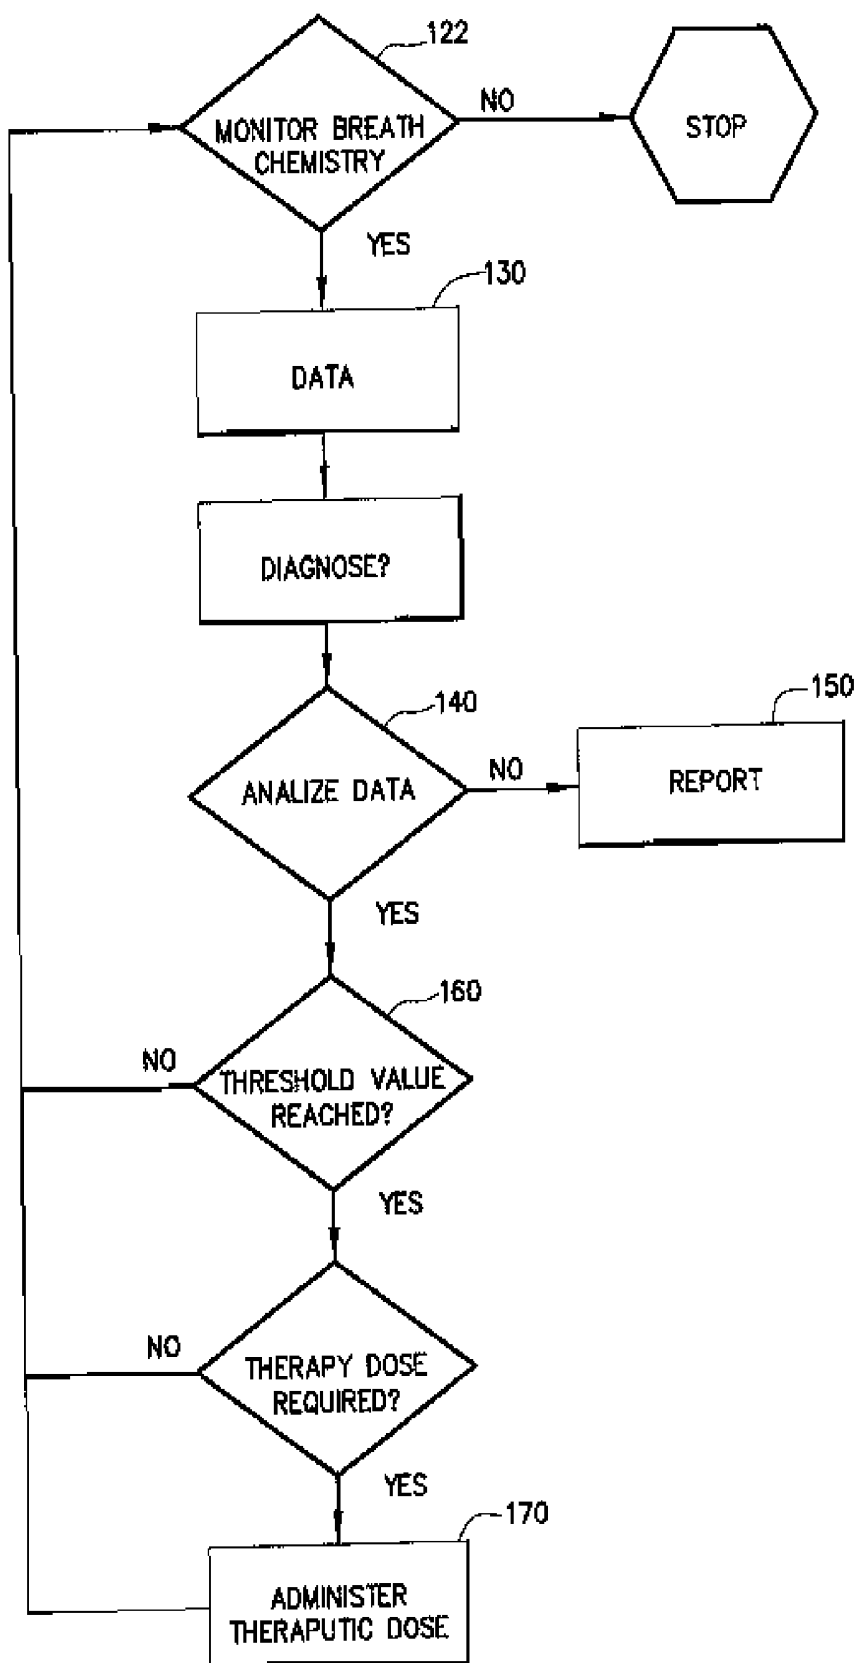 122
MONITOR BREATH
CHEMISTRY
NO
STOP
YES
130
DATA
DIAGNOSE?
140
ANALIZE DATA
NO
150
REPORT
YES
160
NO
THRESHOLD VALUE
REACHED?
YES
NO
THERAPY DOSE
REQUIRED?
YES
170
ADMINISTER
THERAPUTIC DOSE